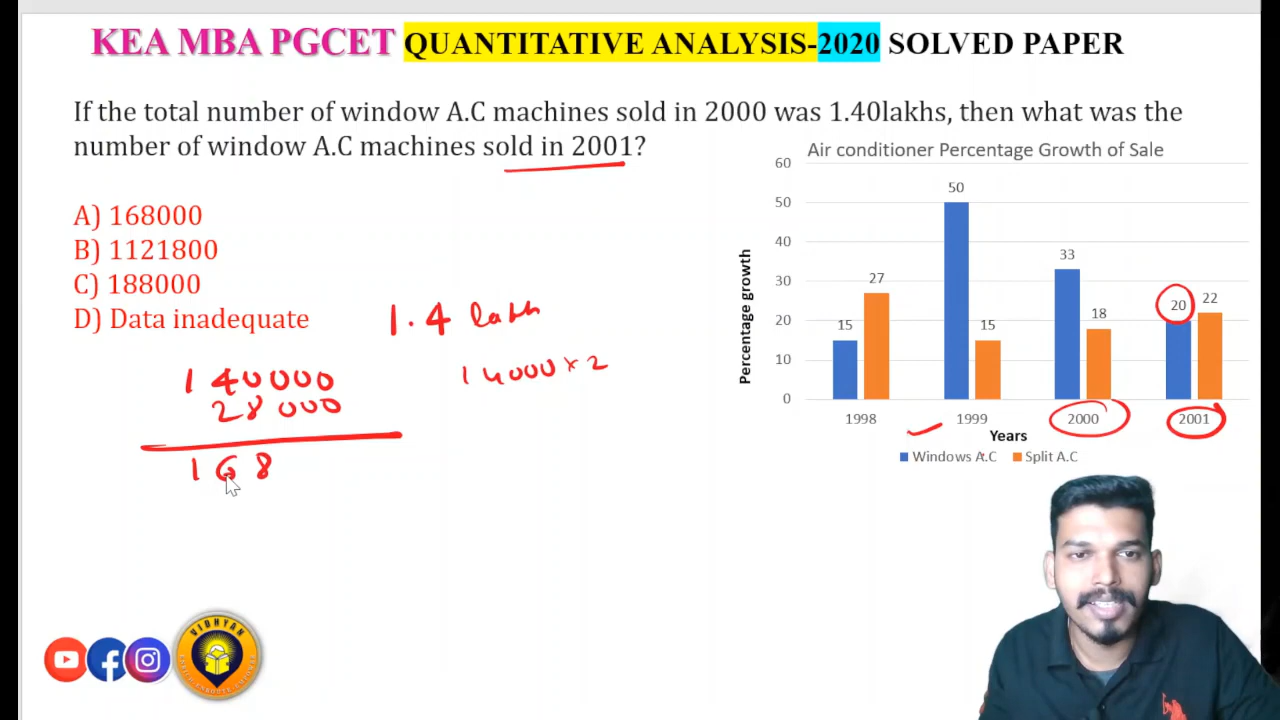 KEA MBA PGCET QUANTITATIVE ANALYSIS-2020 SOLVED PAPER
If the total number of window A.C machines sold in 2000 was 1.40lakhs, then what was the
number of window A.C machines sold in 2001?
A) 168000
B) 1121800
C) 188000
D) Data inadequate
1.4 lakh
14000 × 2
140000
28000
168
Air conditioner Percentage Growth of Sale
Percentage growth
60
50
40
30
20
10
0
15
27
50
15
33
18
20
22
1998
1999
2000
2001
Years
Windows A.C
Split A.C
VIDHYAN